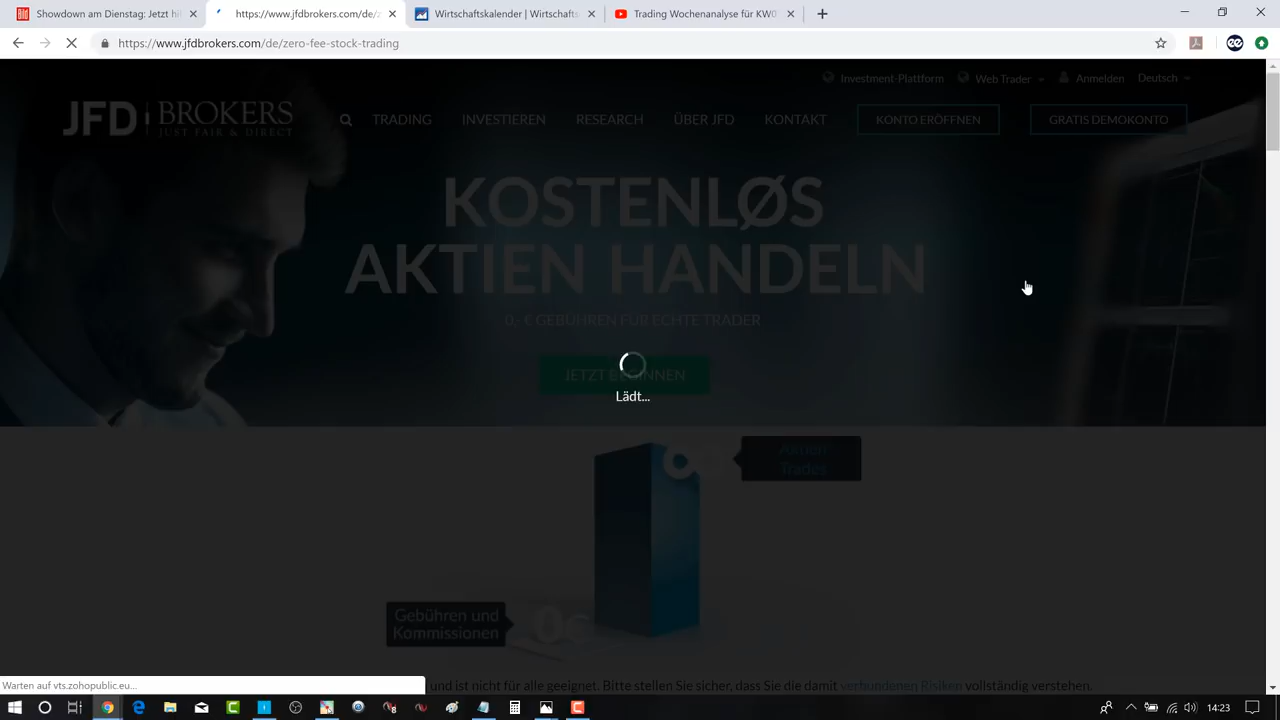 Showdown am Dienstag: Jetzt hi
https://www.jfdbrokers.com/de/z
Wirtschaftskalender | Wirtschafts
Trading Wochenanalyse für KW0
https://www.jfdbrokers.com/de/zero-fee-stock-trading
Investment-Plattform
Web Trader
Anmelden
Deutsch
JFD BROKERS
JUST FAIR & DIRECT
TRADING
INVESTIEREN
RESEARCH
ÜBER JFD
KONTAKT
KONTO ERÖFFNEN
GRATIS DEMOKONTO
KOSTENLØS
AKTIEN HANDELN
0,- € GEBÜHREN FÜR ECHTE TRADER
JETZT BEGINNEN
Lädt...
Aktien
Trades
Gebühren und
Kommissionen
0€
Warten auf vts.zohopublic.eu...
und ist nicht für alle geeignet. Bitte stellen Sie sicher, dass Sie die damit verbundenen Risiken vollständig verstehen.
14:23